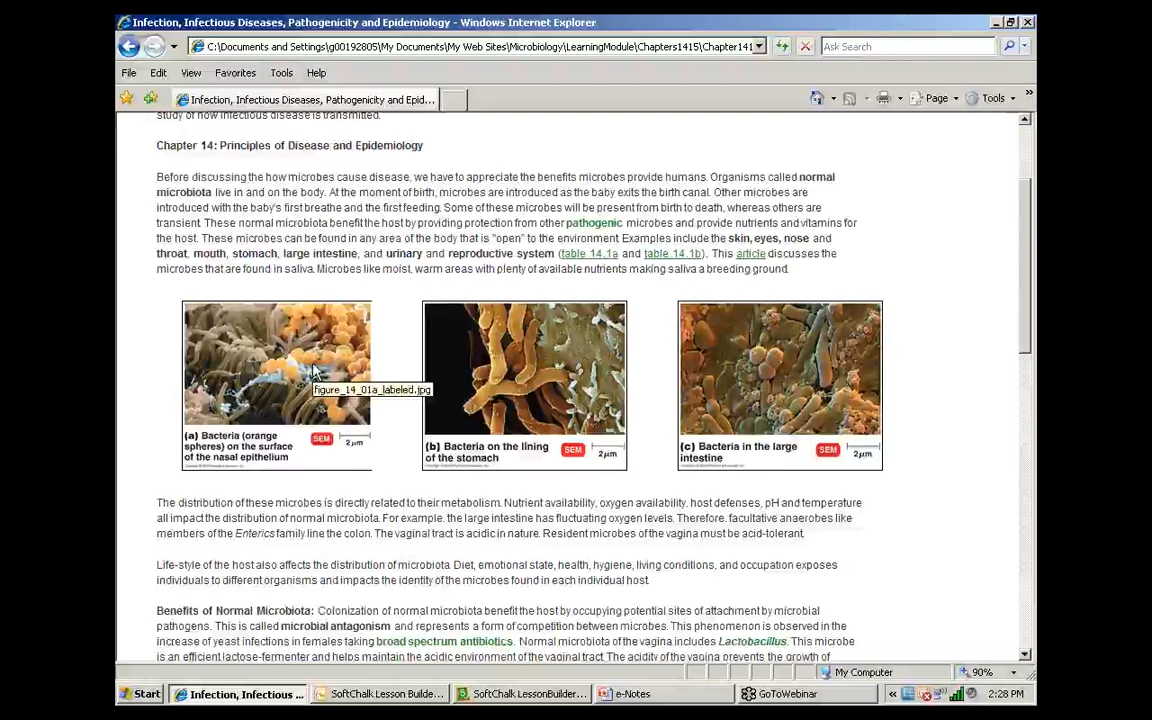 Infection, Infectious Diseases, Pathogenicity and Epidemiology - Windows Internet Explorer
C:\Documents and Settings\g00192805\My Documents\My Web Sites\Microbiology\LearningModule\Chapters1415\Chapter141
Ask Search
File Edit View Favorites Tools Help
Infection, Infectious Diseases, Pathogenicity and Epid...
Page Tools
study of how infectious disease is transmitted.
Chapter 14: Principles of Disease and Epidemiology
Before discussing the how microbes cause disease, we have to appreciate the benefits microbes provide humans. Organisms called normal
microbiota live in and on the body. At the moment of birth, microbes are introduced as the baby exits the birth canal. Other microbes are
introduced with the baby's first breathe and the first feeding. Some of these microbes will be present from birth to death, whereas others are
transient. These normal microbiota benefit the host by providing protection from other pathogenic microbes and provide nutrients and vitamins for
the host. These microbes can be found in any area of the body that is "open" to the environment. Examples include the skin, eyes, nose and
throat, mouth, stomach, large intestine, and urinary and reproductive system (table 14.1a and table 14.1b). This article discusses the
microbes that are found in saliva. Microbes like moist, warm areas with plenty of available nutrients making saliva a breeding ground.
figure_14_01a_labeled.jpg
(a) Bacteria (orange
spheres) on the surface
of the nasal epithelium
SEM
2μm
(b) Bacteria on the lining
of the stomach
SEM
2μm
(c) Bacteria in the large
intestine
SEM
2μm
The distribution of these microbes is directly related to their metabolism. Nutrient availability, oxygen availability, host defenses, pH and temperature
all impact the distribution of normal microbiota. For example, the large intestine has fluctuating oxygen levels. Therefore, facultative anaerobes like
members of the Enterics family line the colon. The vaginal tract is acidic in nature. Resident microbes of the vagina must be acid-tolerant.
Life-style of the host also affects the distribution of microbiota. Diet, emotional state, health, hygiene, living conditions, and occupation exposes
individuals to different organisms and impacts the identity of the microbes found in each individual host.
Benefits of Normal Microbiota: Colonization of normal microbiota benefit the host by occupying potential sites of attachment by microbial
pathogens. This is called microbial antagonism and represents a form of competition between microbes. This phenomenon is observed in the
increase of yeast infections in females taking broad spectrum antibiotics. Normal microbiota of the vagina includes Lactobacillus. This microbe
is an efficient lactose-fermenter and helps maintain the acidic environment of the vaginal tract. The acidity of the vagina prevents the growth of
My Computer
90%
Start
Infection, Infectious ...
SoftChalk Lesson Builde...
SoftChalk LessonBuilder...
e-Notes
GoToWebinar
2:28 PM